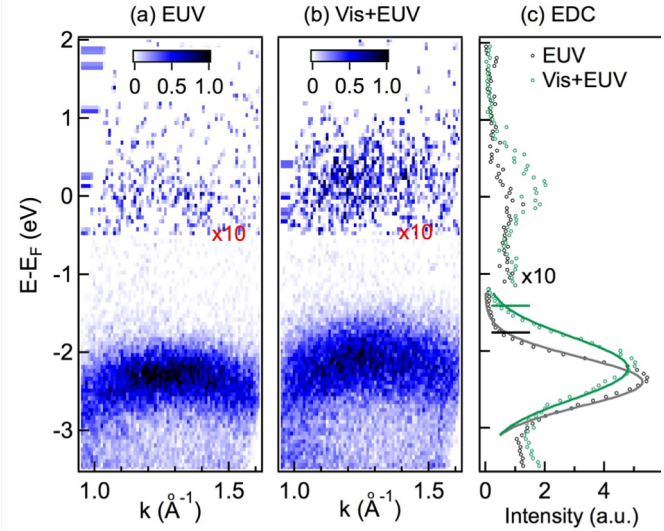 (a) EUV
(b) Vis+EUV
(c) EDC
2
1
0
-1
-2
-3
E-E_F (eV)
0 0.5 1.0
x10
1.0 1.5
k (Å⁻¹)
0 0.5 1.0
x10
1.0 1.5
k (Å⁻¹)
EUV
Vis+EUV
x10
0 2 4
Intensity (a.u.)